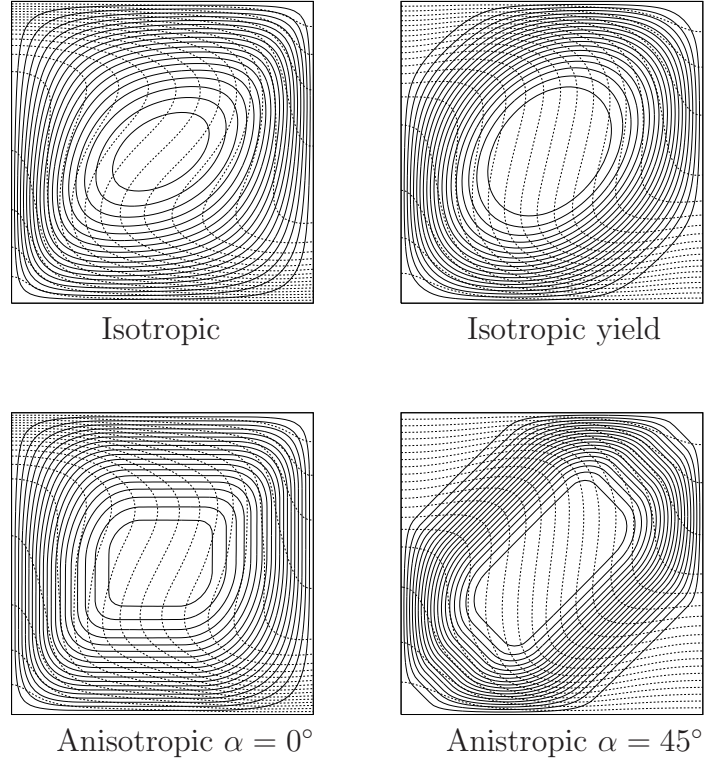 Isotropic
Isotropic yield
Anisotropic α = 0°
Anistropic α = 45°